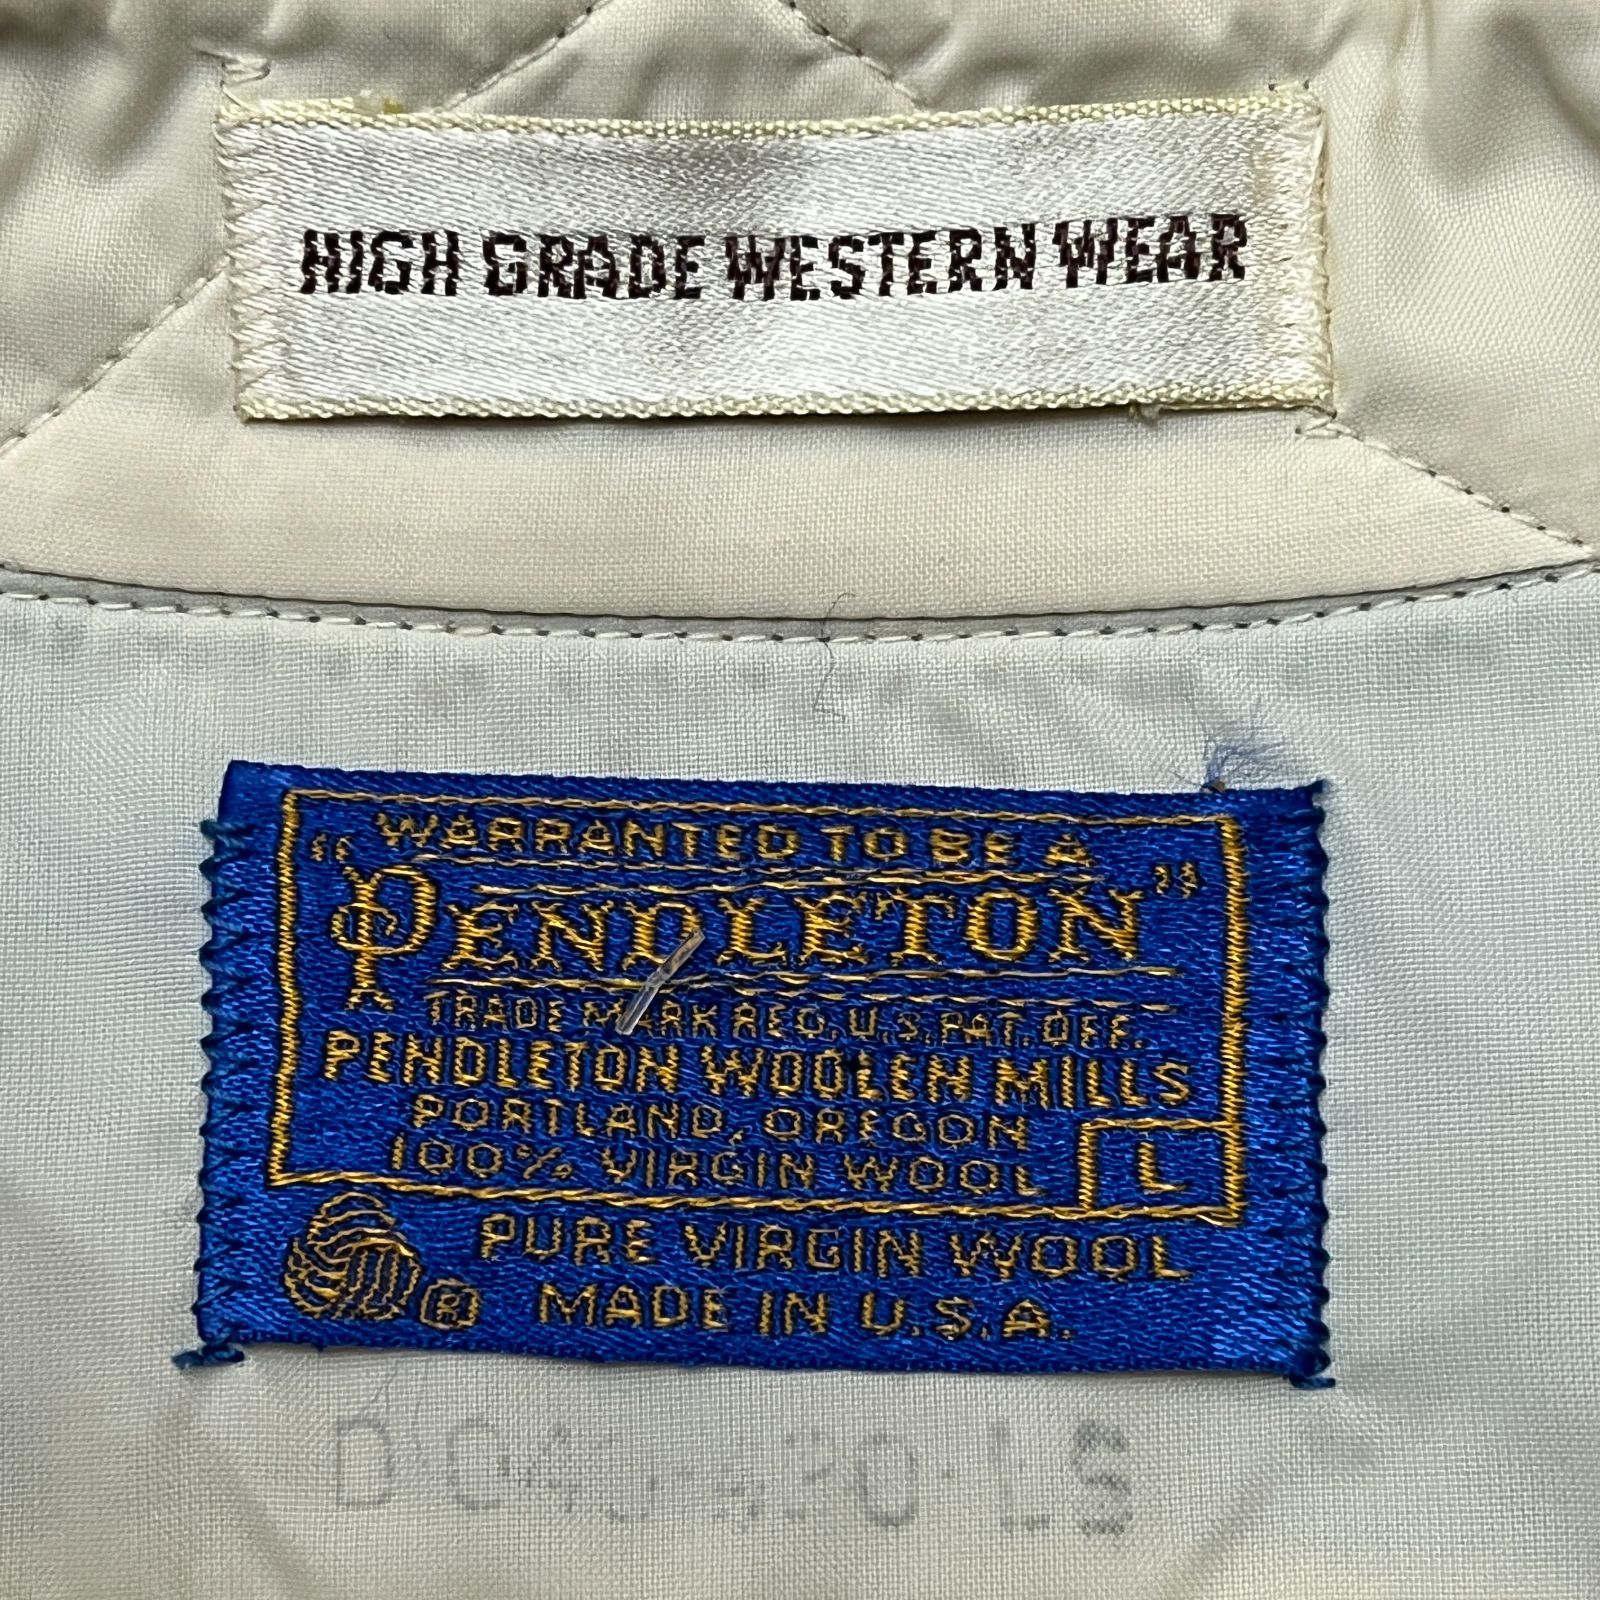 HIGH GRADE WESTERN WEAR
"WARRANTED TO BE A
PENDLETON"
TRADE MARK REG. U.S. PAT. OFF.
PENDLETON WOOLEN MILLS
PORTLAND, OREGON
100% VIRGIN WOOL L
PURE VIRGIN WOOL
® MADE IN U.S.A.